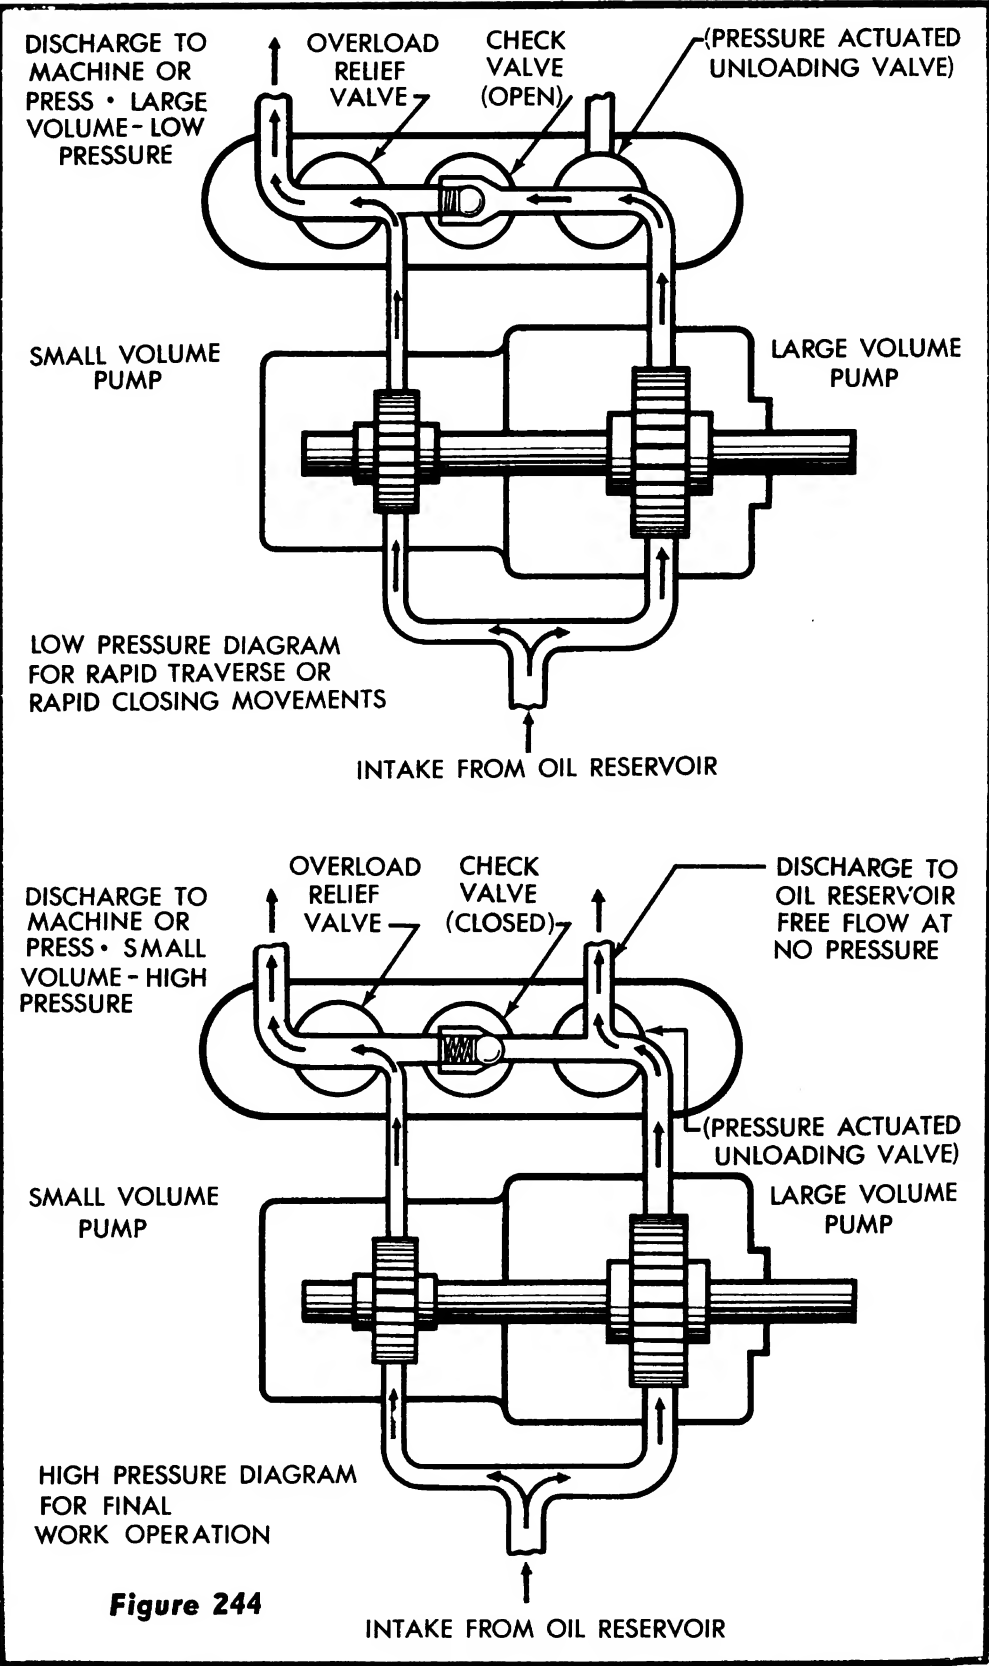 DISCHARGE TO
MACHINE OR
PRESS • LARGE
VOLUME - LOW
PRESSURE
OVERLOAD
RELIEF
VALVE
CHECK
VALVE
(OPEN)
(PRESSURE ACTUATED
UNLOADING VALVE)
SMALL VOLUME
PUMP
LARGE VOLUME
PUMP
LOW PRESSURE DIAGRAM
FOR RAPID TRAVERSE OR
RAPID CLOSING MOVEMENTS
INTAKE FROM OIL RESERVOIR
DISCHARGE TO
MACHINE OR
PRESS • SMALL
VOLUME - HIGH
PRESSURE
OVERLOAD
RELIEF
VALVE
CHECK
VALVE
(CLOSED)
DISCHARGE TO
OIL RESERVOIR
FREE FLOW AT
NO PRESSURE
(PRESSURE ACTUATED
UNLOADING VALVE)
SMALL VOLUME
PUMP
LARGE VOLUME
PUMP
HIGH PRESSURE DIAGRAM
FOR FINAL
WORK OPERATION
Figure 244
INTAKE FROM OIL RESERVOIR